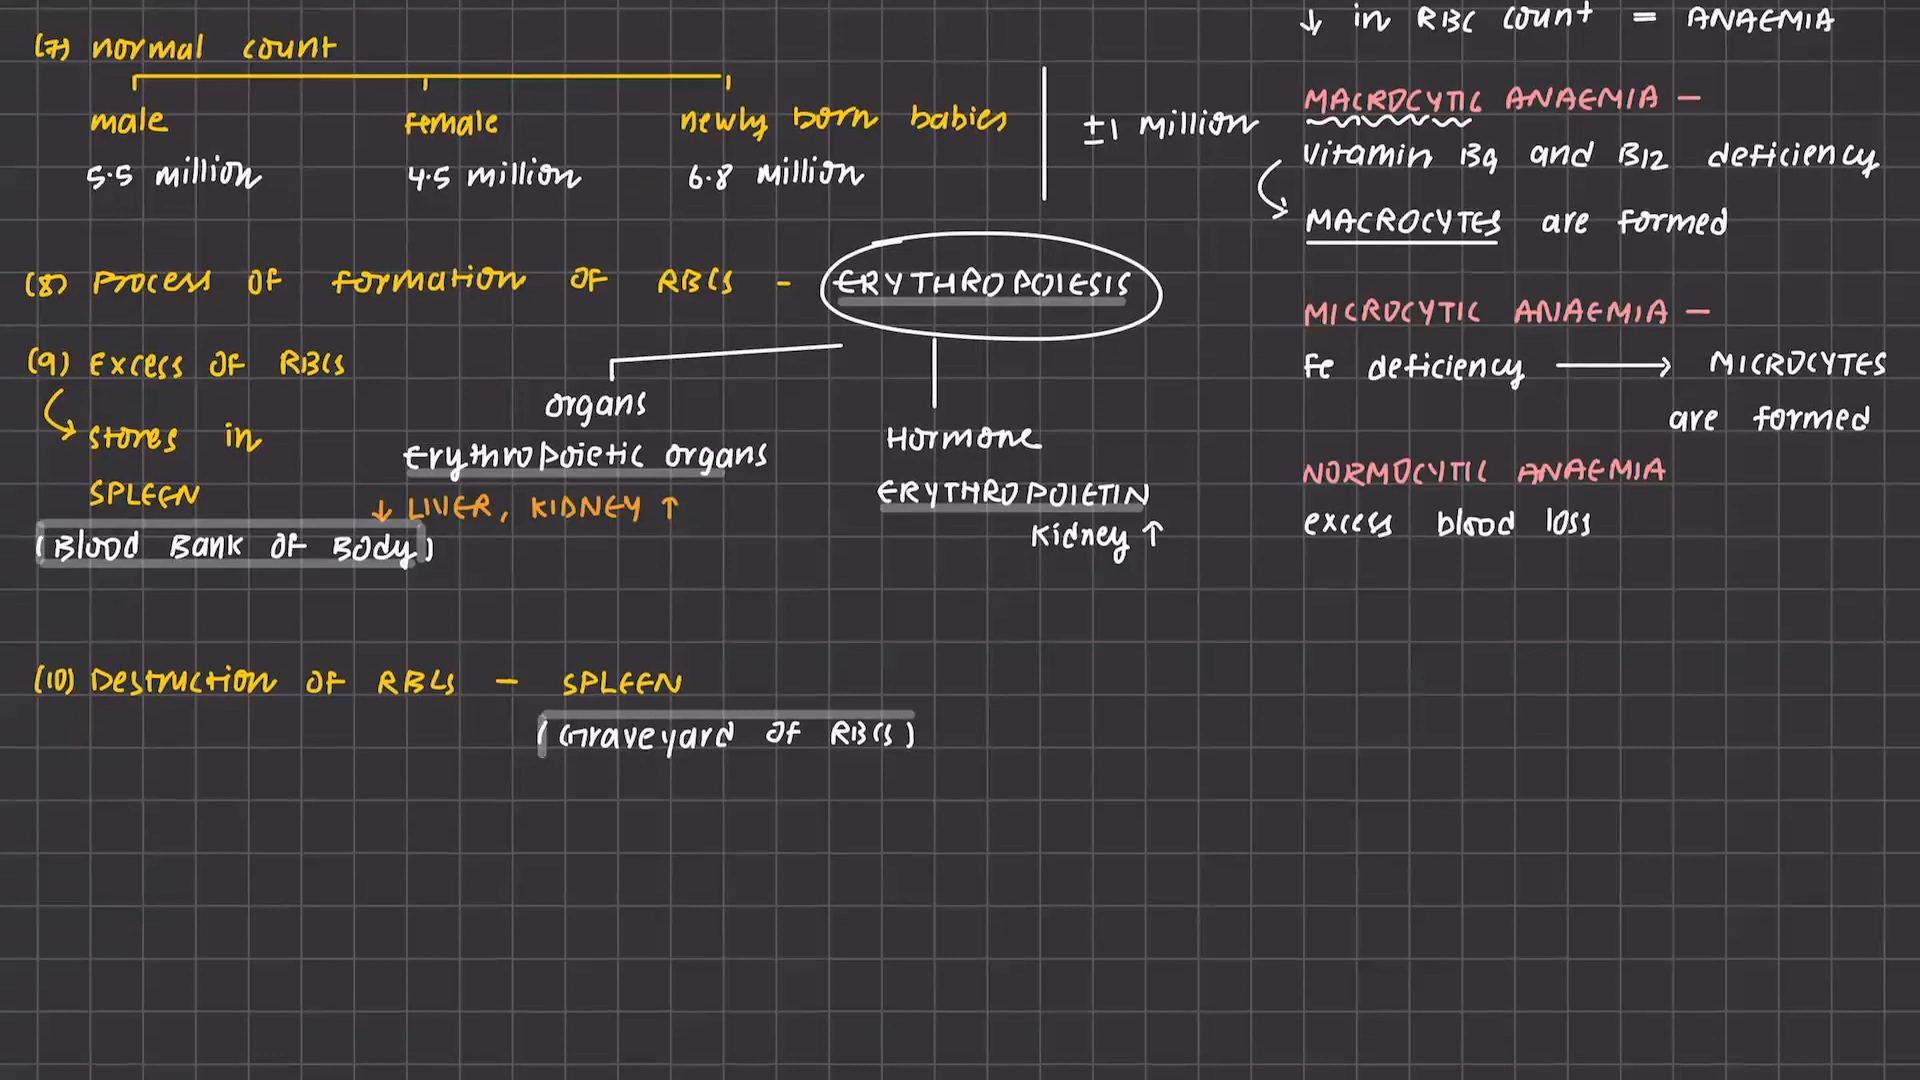 (7) normal count
male female newly born babies
5.5 million 4.5 million 6.8 million
±1 million
(8) Process of formation of RBCs - ERYTHROPOIESIS
(9) Excess of RBCs
stores in
SPLEEN
(Blood Bank of Body)
organs
Erythropoietic organs
↓ LIVER, KIDNEY ↑
Hormone
ERYTHROPOIETIN
Kidney ↑
(10) Destruction of RBCs - SPLEEN
(Graveyard of RBCs)
↓ in RBC count = ANAEMIA
MACROCYTIC ANAEMIA -
Vitamin B9 and B12 deficiency
MACROCYTES are formed
MICROCYTIC ANAEMIA -
Fe deficiency → MICROCYTES
are formed
NORMOCYTIC ANAEMIA
excess blood loss